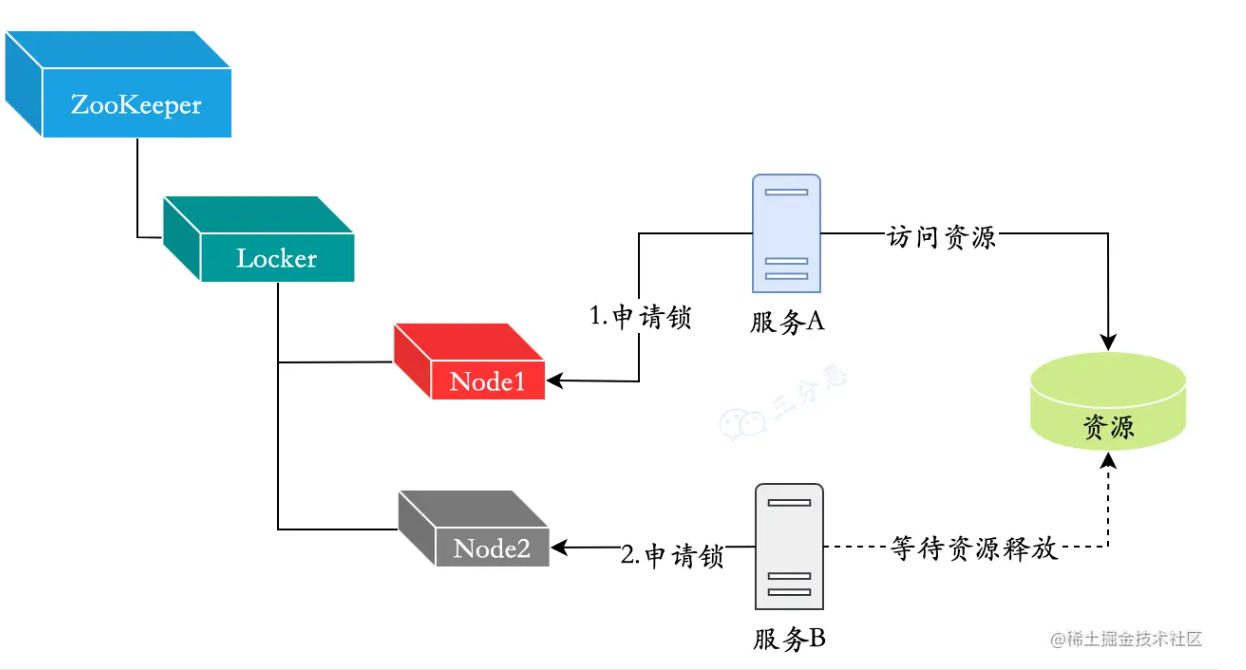 ZooKeeper
Locker
访问资源
1.申请锁
服务A
Node1
三分恶
资源
Node2
2.申请锁
等待资源释放
服务B
@稀土掘金技术社区